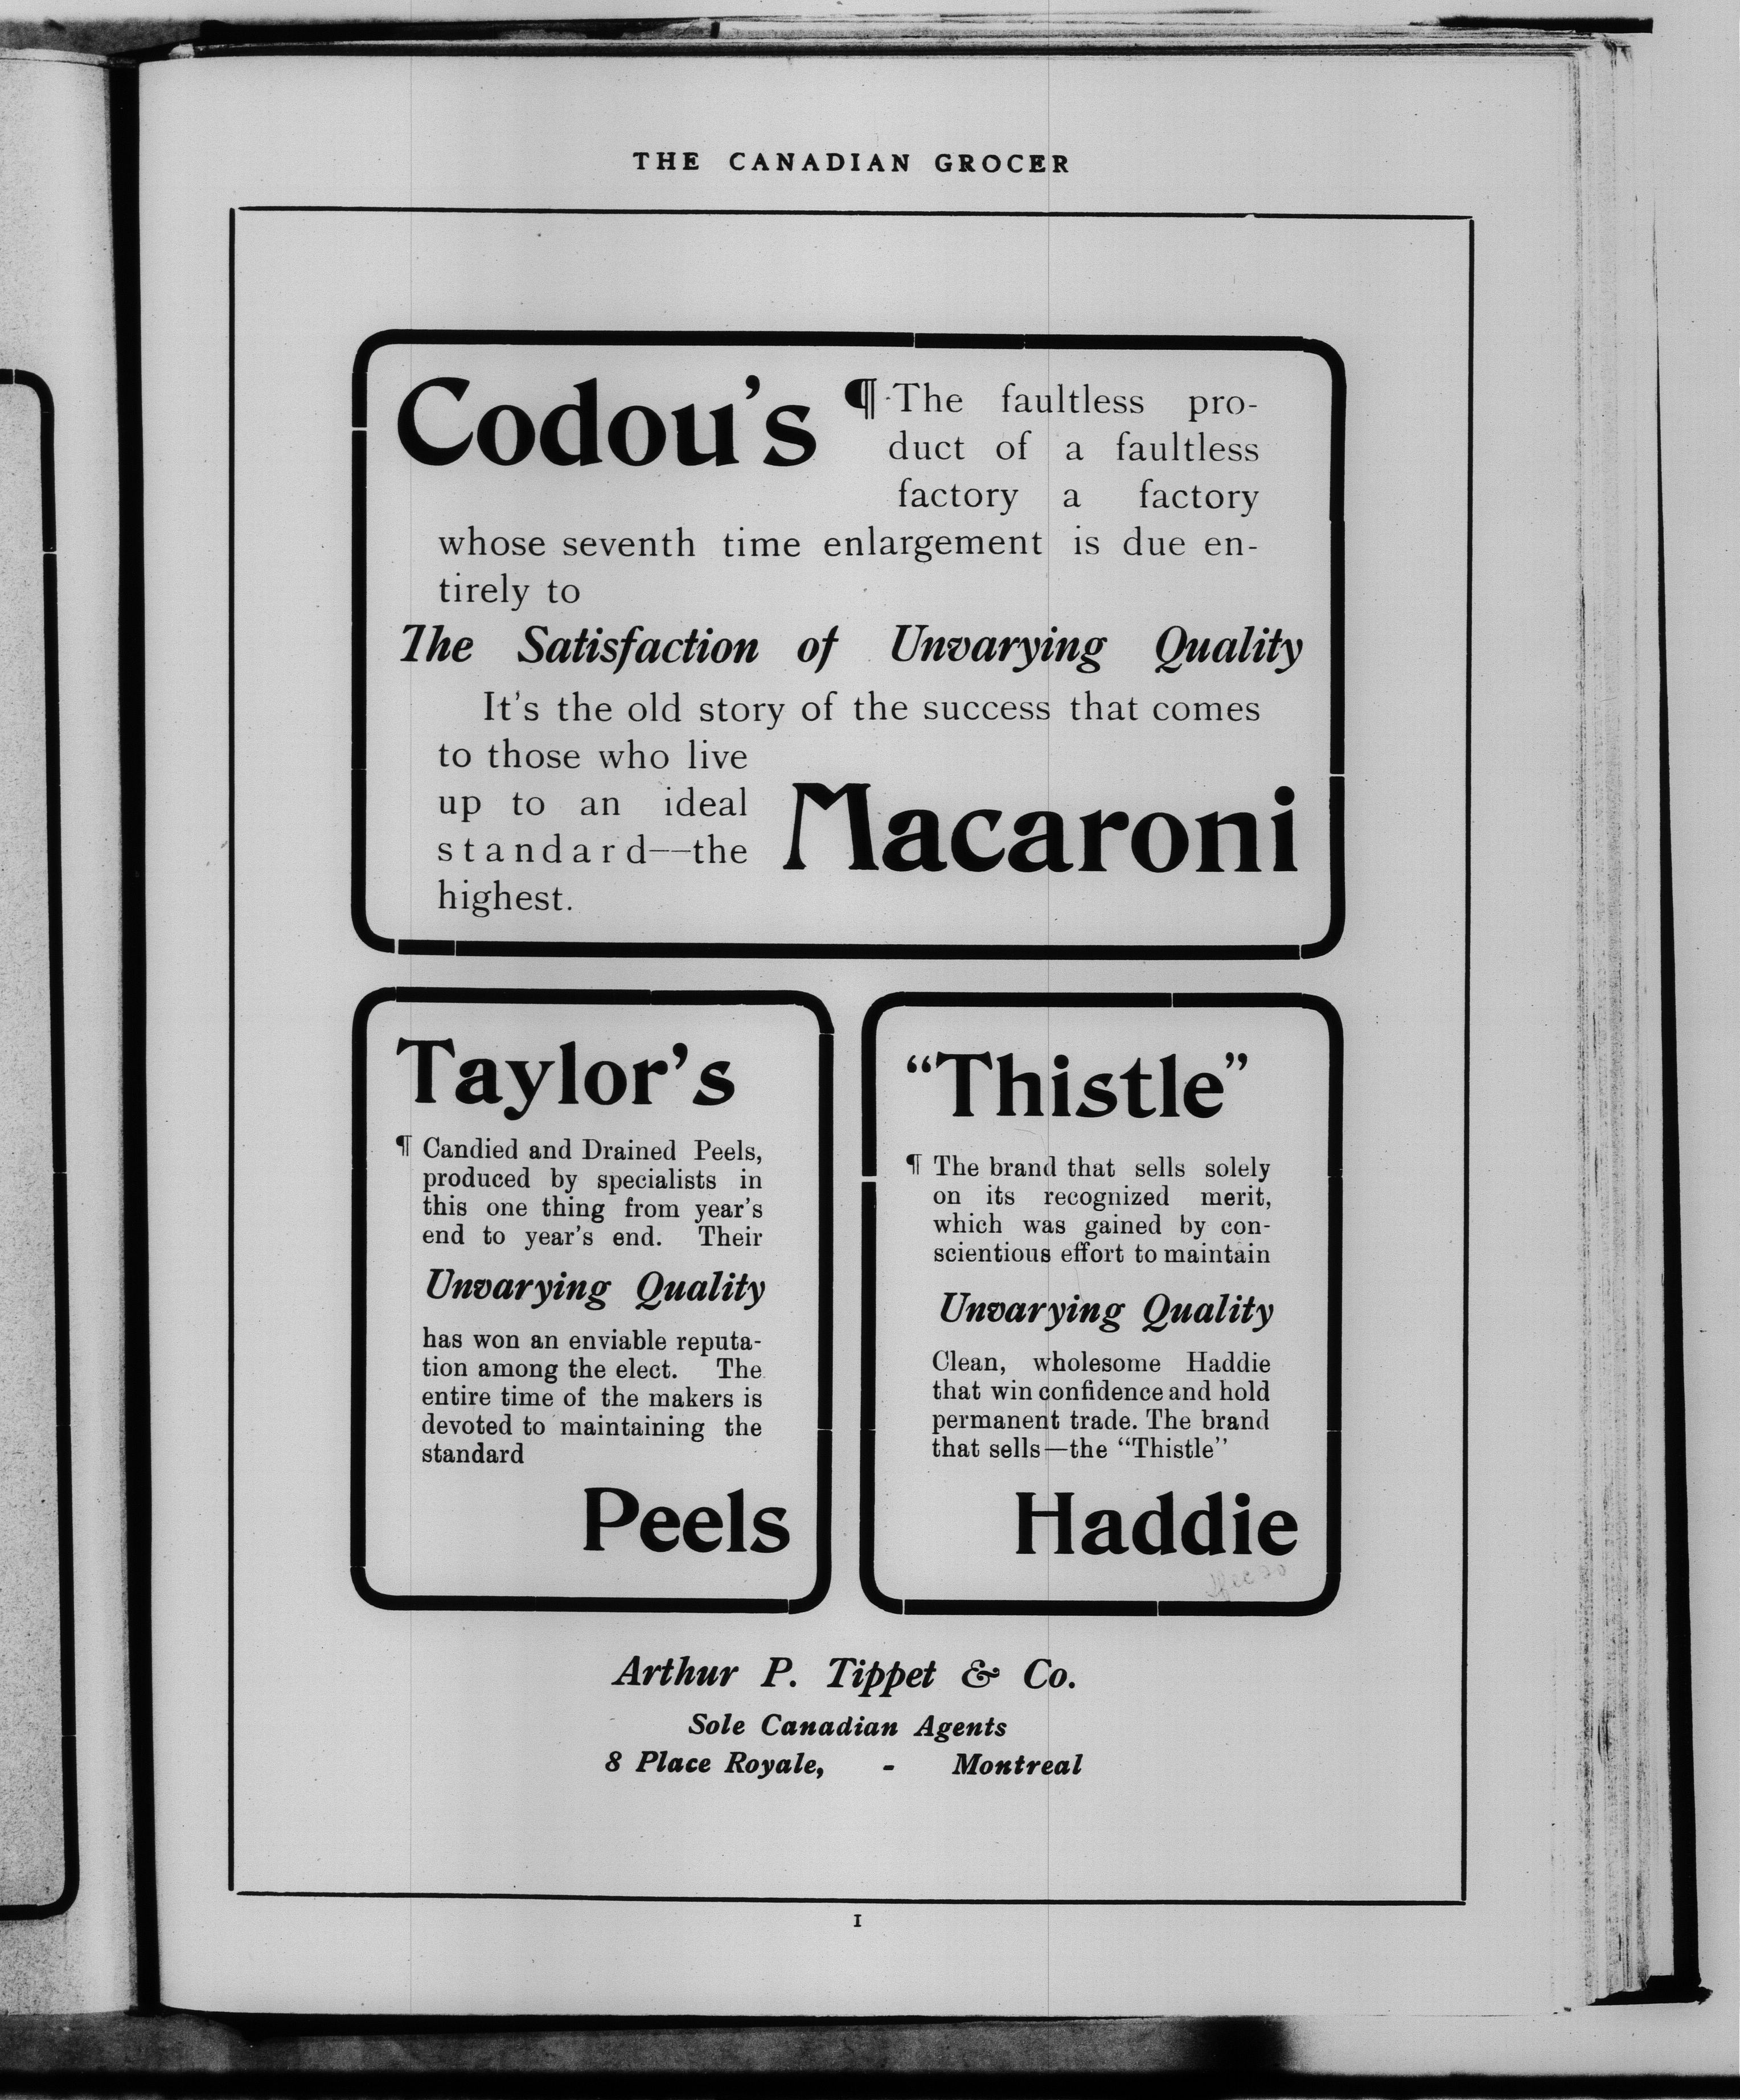 THE CANADIAN GROCER
Codou's
¶ The faultless pro-
duct of a faultless
factory a factory
whose seventh time enlargement is due en-
tirely to
The Satisfaction of Unvarying Quality
It's the old story of the success that comes
to those who live
up to an ideal
standard—the
highest.
Macaroni
Taylor's
¶ Candied and Drained Peels,
produced by specialists in
this one thing from year's
end to year's end. Their
Unvarying Quality
has won an enviable reputa-
tion among the elect. The
entire time of the makers is
devoted to maintaining the
standard
Peels
“Thistle”
¶ The brand that sells solely
on its recognized merit,
which was gained by con-
scientious effort to maintain
Unvarying Quality
Clean, wholesome Haddie
that win confidence and hold
permanent trade. The brand
that sells—the “Thistle”
Haddie
Arthur P. Tippet & Co.
Sole Canadian Agents
8 Place Royale, - Montreal
I